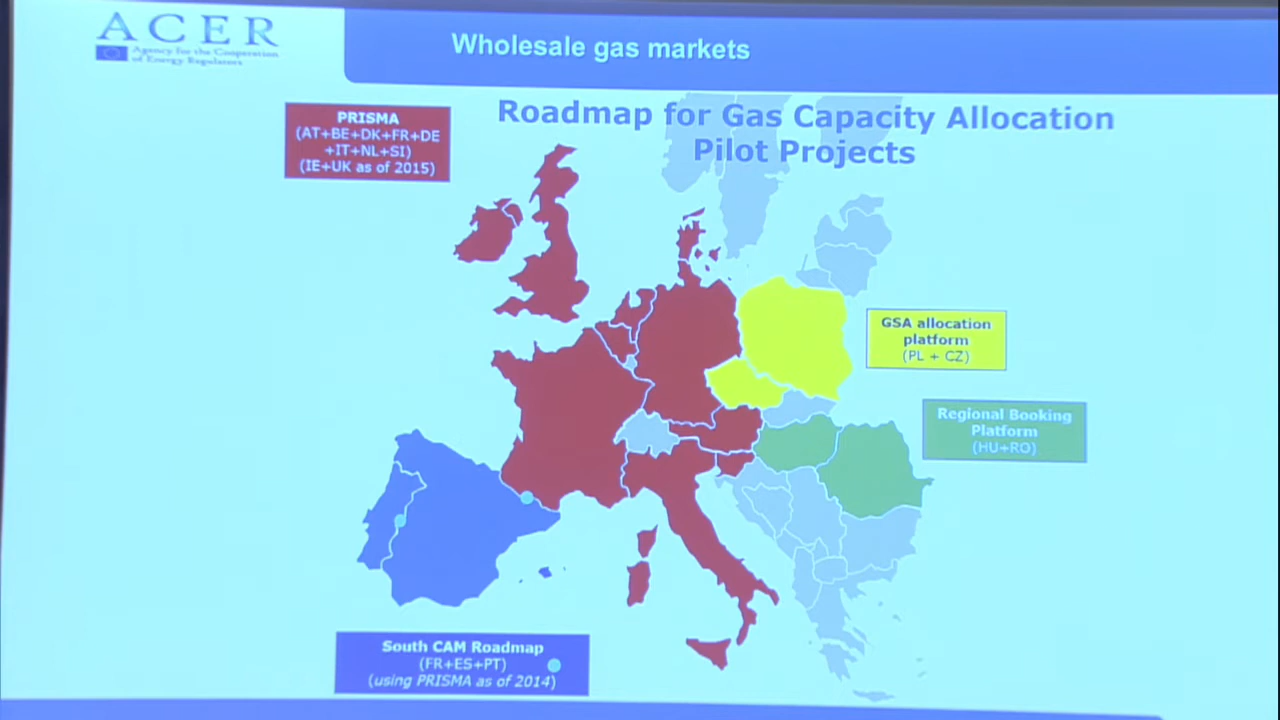 ACER
Agency for the Cooperation
of Energy Regulators
Wholesale gas markets
Roadmap for Gas Capacity Allocation
Pilot Projects
PRISMA
(AT+BE+DK+FR+DE
+IT+NL+SI)
(IE+UK as of 2015)
GSA allocation
platform
(PL + CZ)
Regional Booking
Platform
(HU+RO)
South CAM Roadmap
(FR+ES+PT)
(using PRISMA as of 2014)